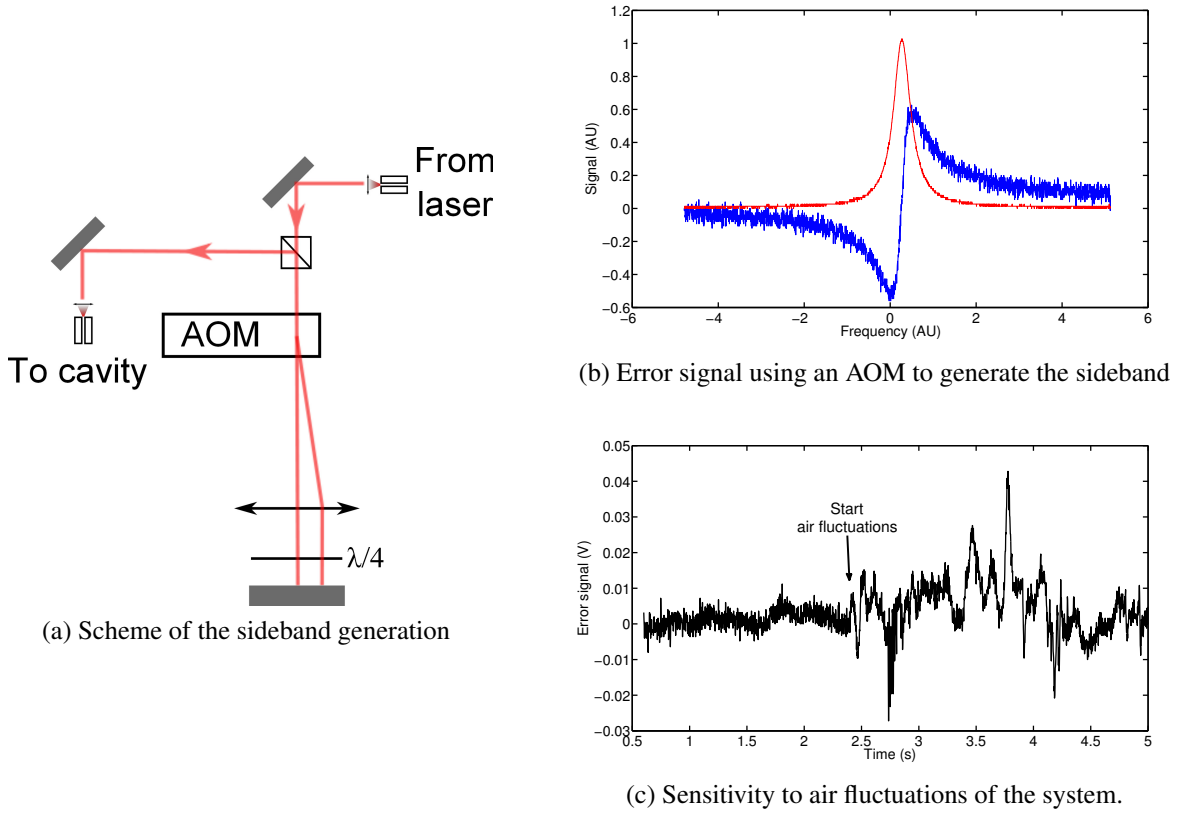 From
laser
AOM
To cavity
λ/4
(a) Scheme of the sideband generation
1.2
1
0.8
0.6
0.4
0.2
0
−0.2
−0.4
−0.6
−6
−4
−2
0
2
4
6
Signal (AU)
Frequency (AU)
(b) Error signal using an AOM to generate the sideband
0.05
0.04
0.03
0.02
0.01
0
−0.01
−0.02
−0.03
0.5
1
1.5
2
2.5
3
3.5
4
4.5
5
Error signal (V)
Start
air fluctuations
Time (s)
(c) Sensitivity to air fluctuations of the system.